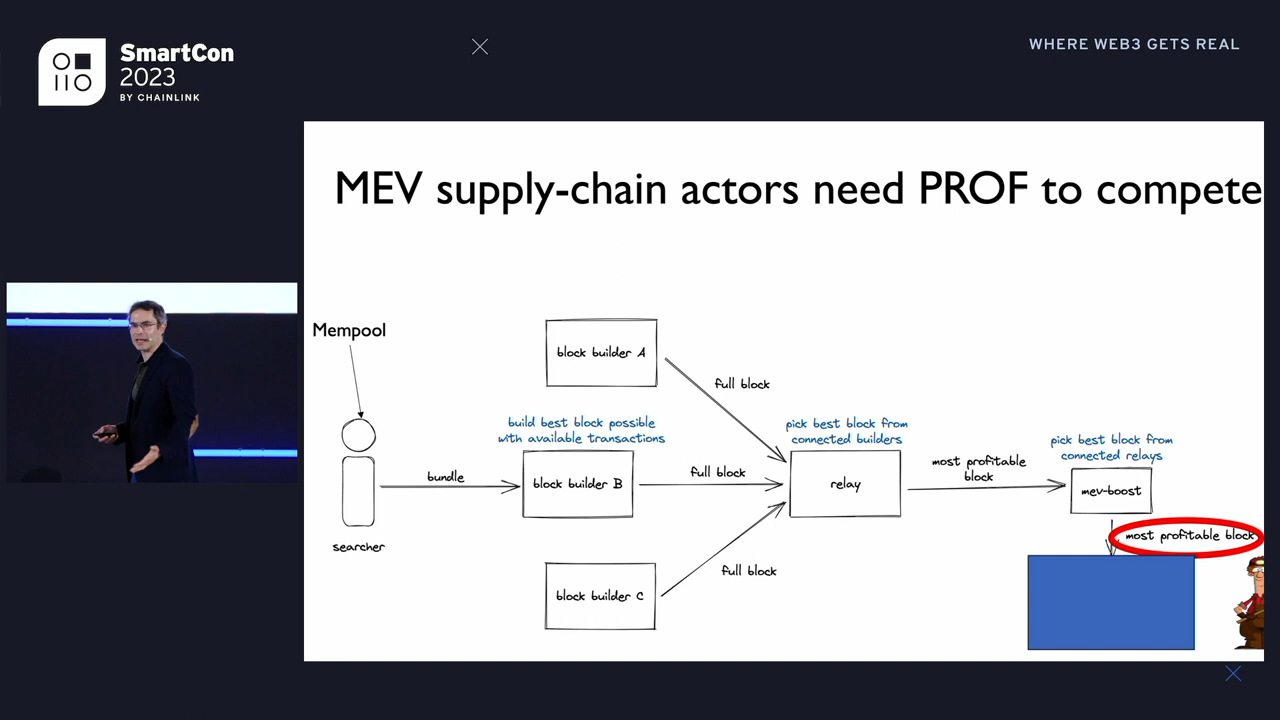 SmartCon
2023
BY CHAINLINK
WHERE WEB3 GETS REAL
MEV supply-chain actors need PROF to compete
Mempool
searcher
bundle
block builder A
build best block possible
with available transactions
block builder B
block builder C
full block
full block
full block
pick best block from
connected builders
relay
most profitable
block
pick best block from
connected relays
mev-boost
most profitable block